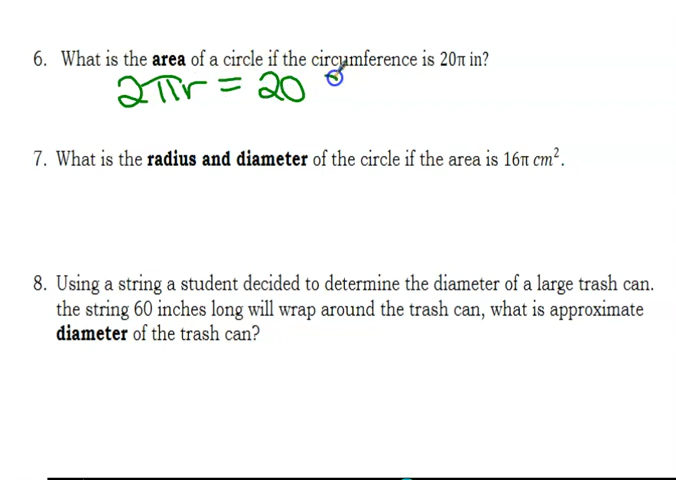 6. What is the area of a circle if the circumference is 20π in?
2πr = 20
7. What is the radius and diameter of the circle if the area is 16π cm².
8. Using a string a student decided to determine the diameter of a large trash can.
the string 60 inches long will wrap around the trash can, what is approximate
diameter of the trash can?